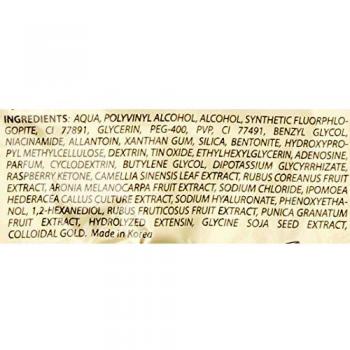 INGREDIENTS: AQUA, POLYVINYL ALCOHOL, ALCOHOL, SYNTHETIC FLUORPHLO-
GOPITE, CI 77891, GLYCERIN, PEG-400, PVP, CI 77491, BENZYL GLYCOL,
NIACINAMIDE, ALLANTOIN, XANTHAN GUM, SILICA, BENTONITE, HYDROXYPRO-
PYL METHYLCELLULOSE, DEXTRIN, TIN OXIDE, ETHYLHEXYLGLYCERIN, ADENOSINE,
PARFUM, CYCLODEXTRIN, BUTYLENE GLYCOL, DIPOTASSIUM GLYCYRRHIZATE,
RASPBERRY KETONE, CAMELLIA SINENSIS LEAF EXTRACT, RUBUS COREANUS FRUIT
EXTRACT, ARONIA MELANOCARPA FRUIT EXTRACT, SODIUM CHLORIDE, IPOMOEA
HEDERACEA CALLUS CULTURE EXTRACT, SODIUM HYALURONATE, PHENOXYETHA-
NOL, 1,2-HEXANEDIOL, RUBUS FRUTICOSUS FRUIT EXTRACT, PUNICA GRANATUM
FRUIT EXTRACT, HYDROLYZED EXTENSIN, GLYCINE SOJA SEED EXTRACT,
COLLOIDAL GOLD. Made in Korea